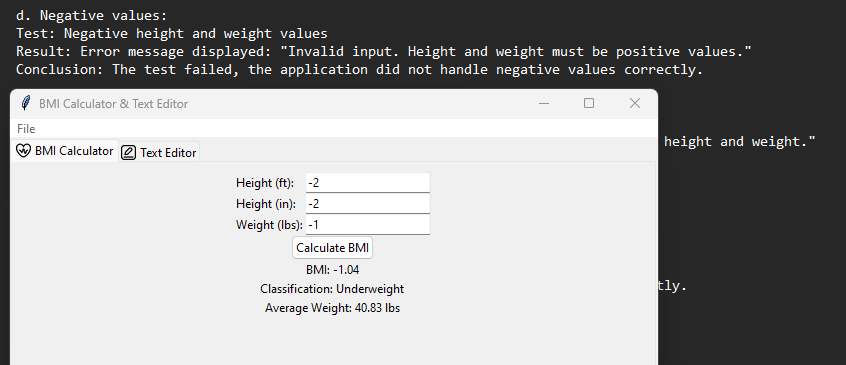 d. Negative values:
Test: Negative height and weight values
Result: Error message displayed: "Invalid input. Height and weight must be positive values."
Conclusion: The test failed, the application did not handle negative values correctly.
BMI Calculator & Text Editor
File
height and weight."
BMI Calculator Text Editor
Height (ft): -2
Height (in): -2
Weight (lbs): -1
Calculate BMI
BMI: -1.04
tly.
Classification: Underweight
Average Weight: 40.83 lbs